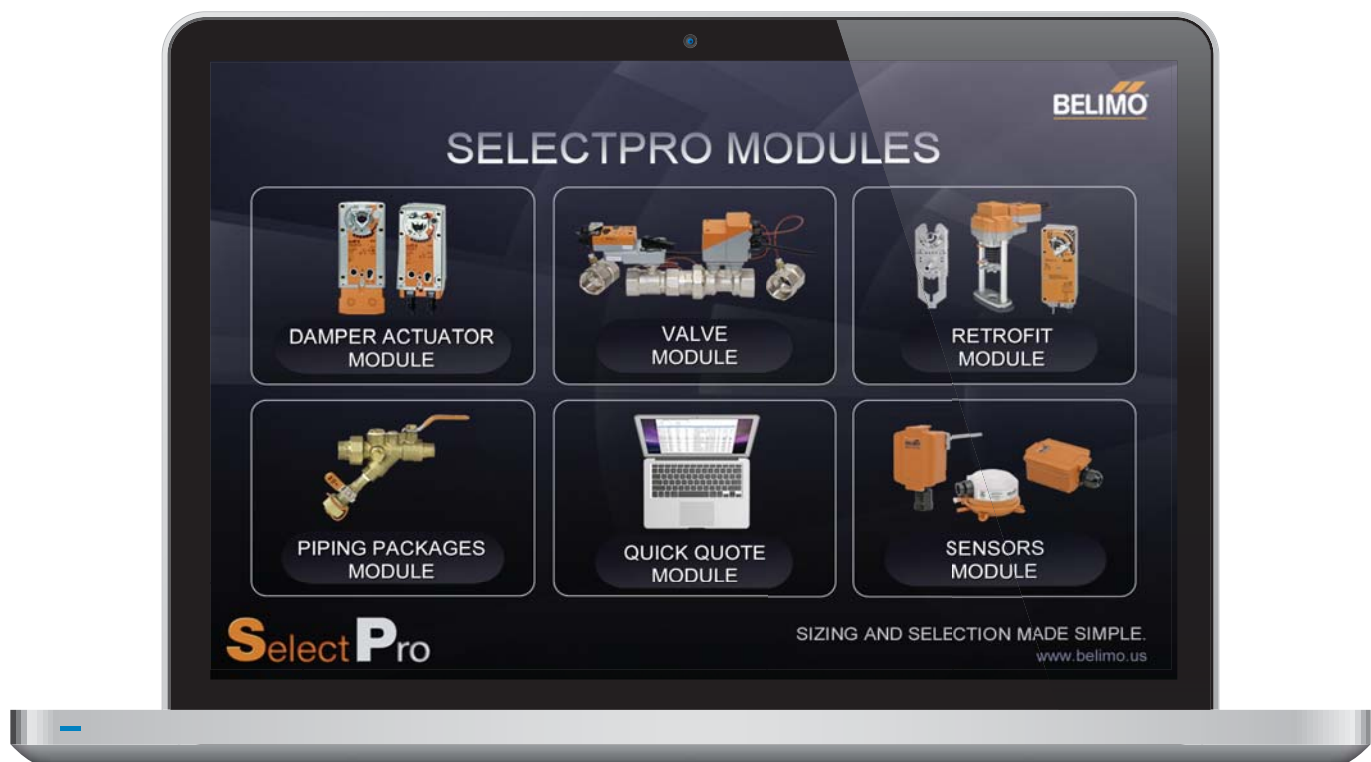 BELIMO
SELECTPRO MODULES
DAMPER ACTUATOR
MODULE
VALVE
MODULE
RETROFIT
MODULE
PIPING PACKAGES
MODULE
QUICK QUOTE
MODULE
SENSORS
MODULE
SelectPro
SIZING AND SELECTION MADE SIMPLE.
www.belimo.us